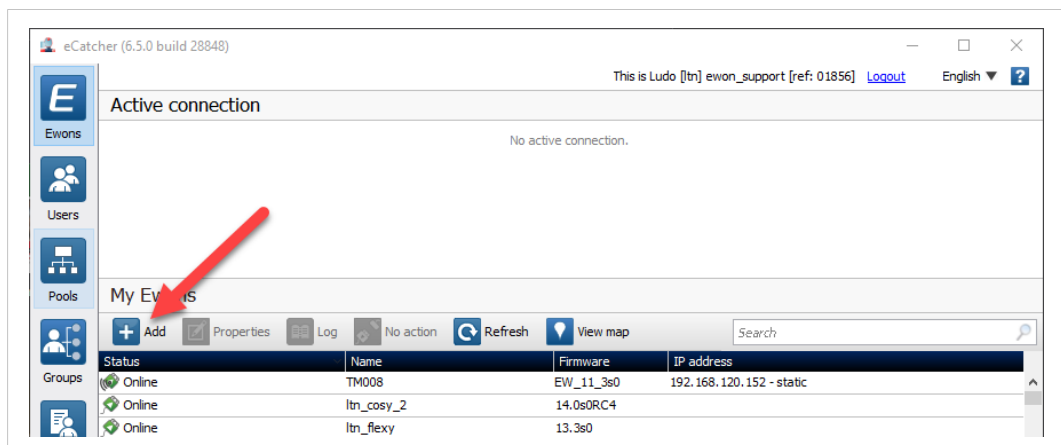 eCatcher (6.5.0 build 28848)
This is Ludo [ltn] ewon_support [ref: 01856] Logout English ?
Active connection
Ewons
No active connection.
Users
Pools
My Ewons
Add Properties Log No action Refresh View map Search
Groups
Status Name Firmware IP address
Online TM008 EW_11_3s0 192.168.120.152 - static
Online ltn_cosy_2 14.0s0RC4
Online ltn_flexy 13.3s0